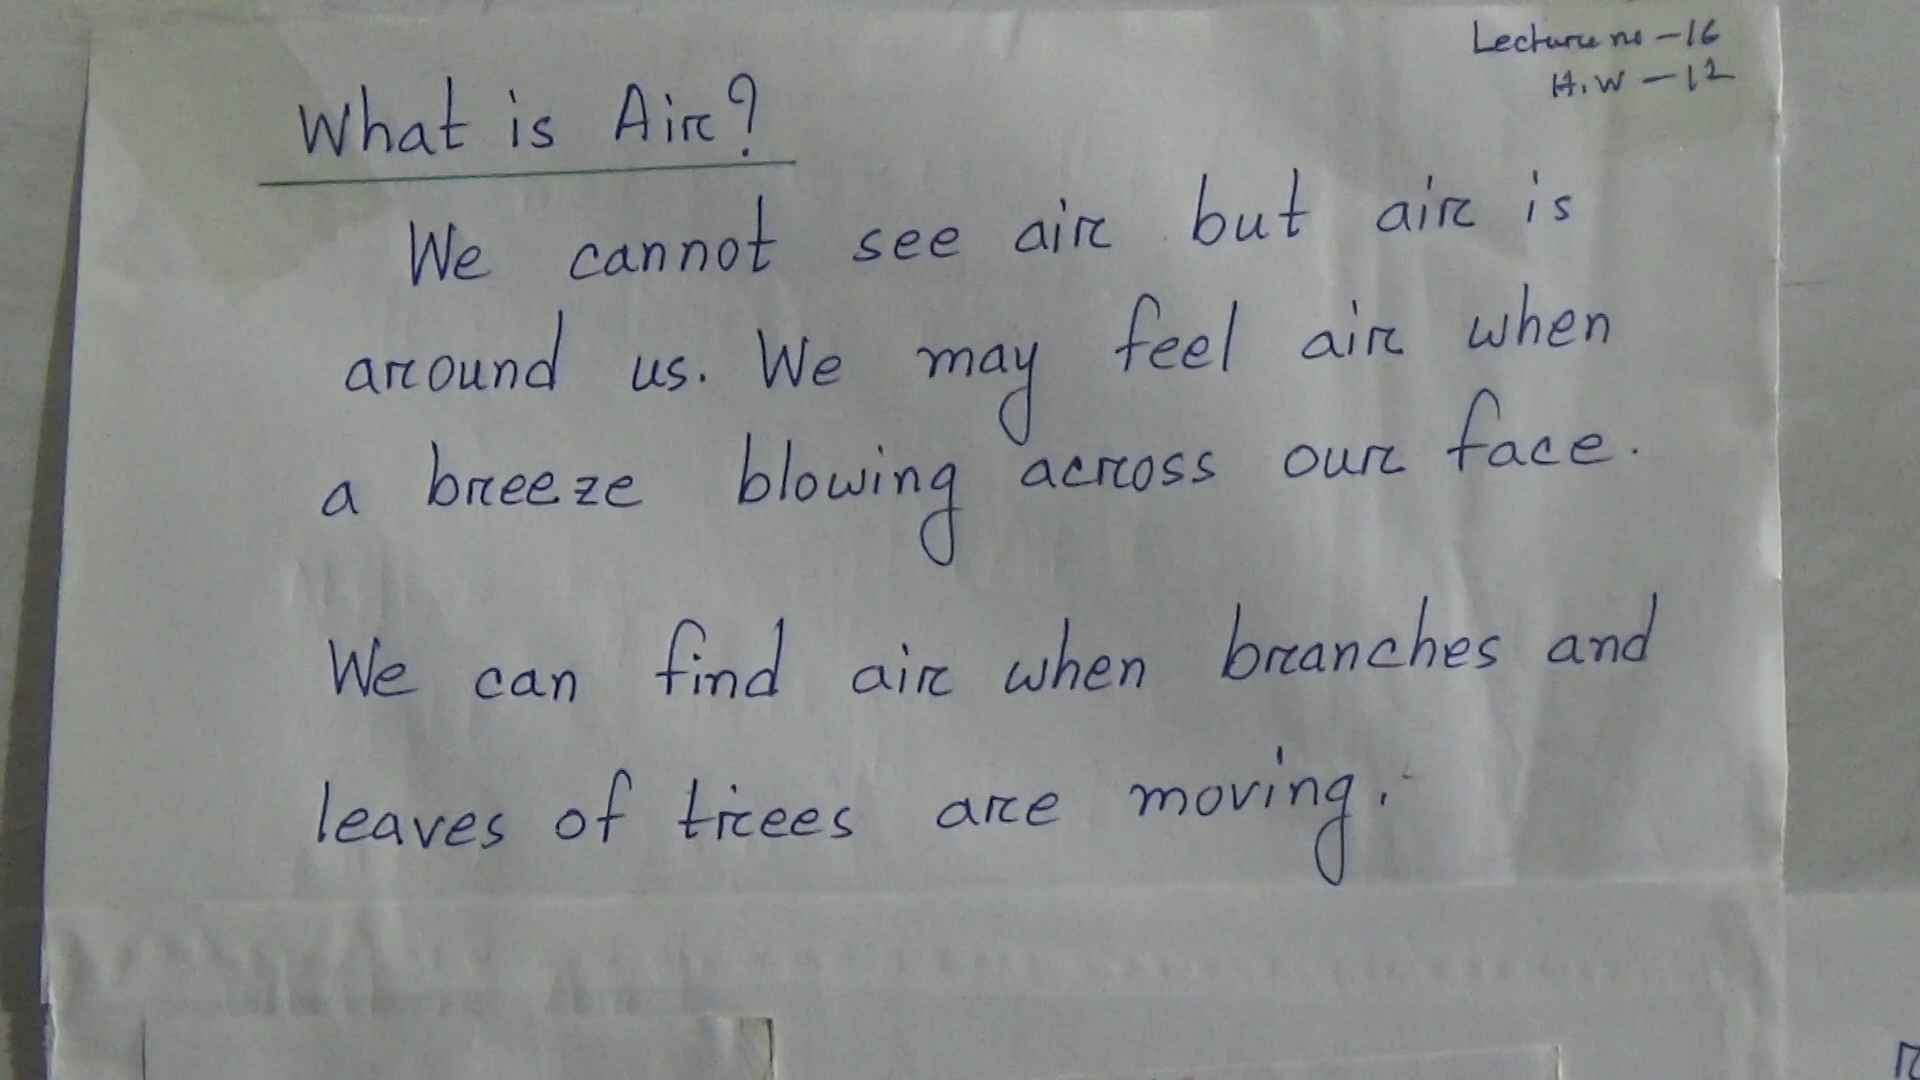 Lecture no - 16
H.W - 12
What is Air?
We cannot see air but air is
around us. We may feel air when
a breeze blowing across our face.
We can find air when branches and
leaves of trees are moving.